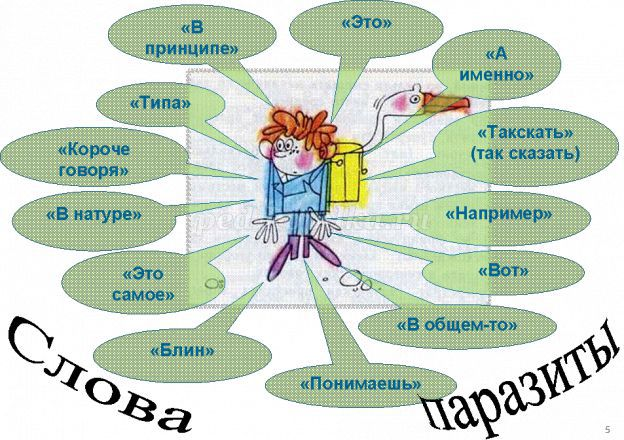 «В
принципе»
«Это»
«А
именно»
«Типа»
«Такскать»
(так сказать)
«Короче
говоря»
«В натуре»
«Например»
«Это
самое»
«Вот»
«В общем-то»
«Блин»
«Понимаешь»
Слова
паразиты
5